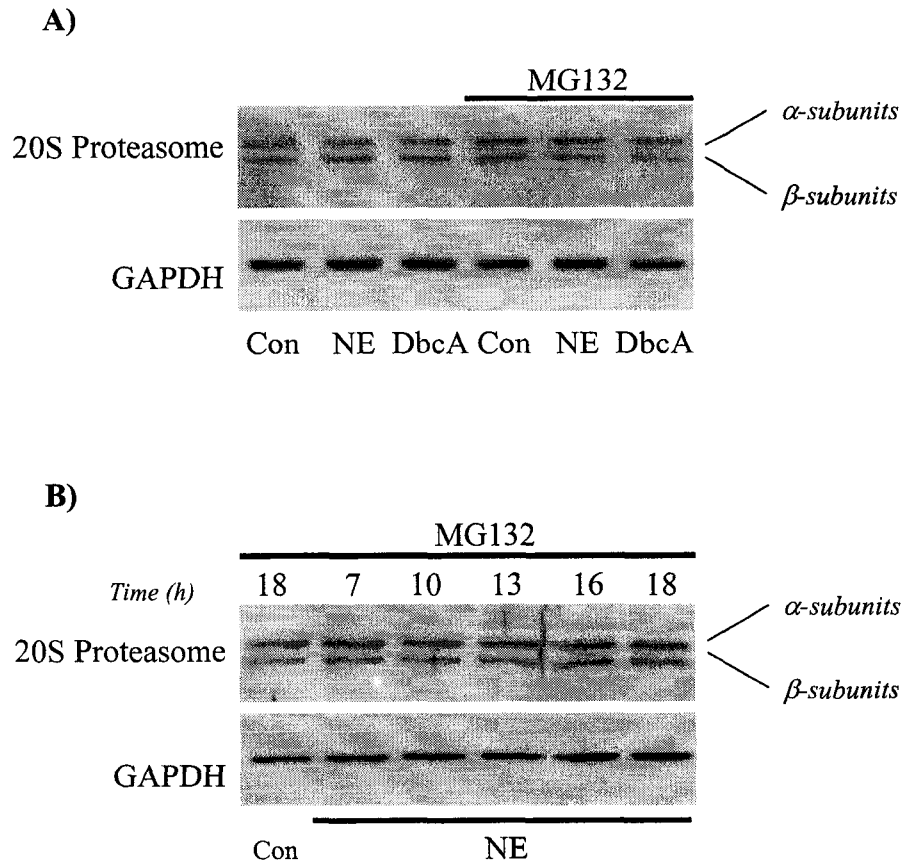 A)
MG132
20S Proteasome
α-subunits
β-subunits
GAPDH
Con NE DbcA Con NE DbcA
B)
MG132
Time (h) 18 7 10 13 16 18
20S Proteasome
α-subunits
β-subunits
GAPDH
Con NE